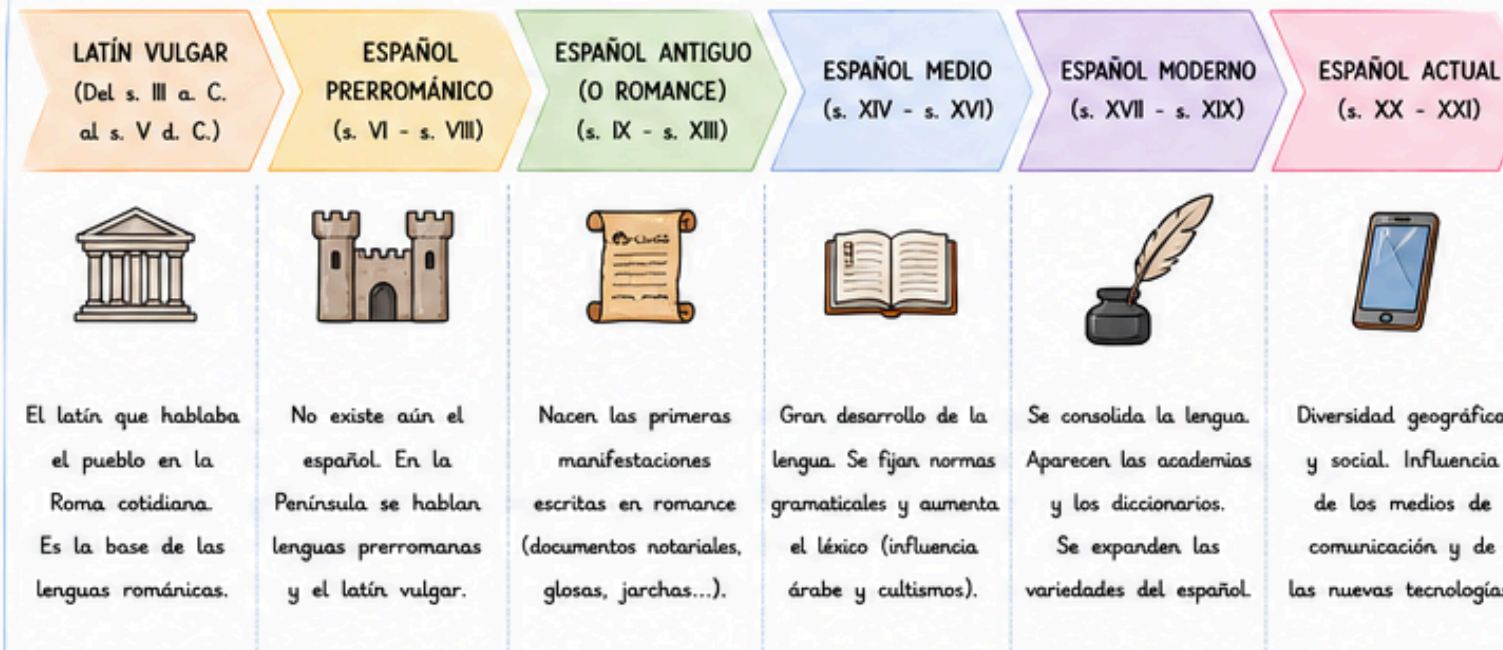 LATÍN VULGAR
(Del s. III a. C.
al s. V d. C.)
ESPAÑOL
PRERROMÁNICO
(s. VI - s. VIII)
ESPAÑOL ANTIGUO
(O ROMANCE)
(s. IX - s. XIII)
ESPAÑOL MEDIO
(s. XIV - s. XVI)
ESPAÑOL MODERNO
(s. XVII - s. XIX)
ESPAÑOL ACTUAL
(s. XX - XXI)
El latín que hablaba
el pueblo en la
Roma cotidiana.
Es la base de las
lenguas románicas.
No existe aún el
español. En la
Península se hablan
lenguas prerromanas
y el latín vulgar.
Nacen las primeras
manifestaciones
escritas en romance
(documentos notariales,
glosas, jarchas...).
Gran desarrollo de la
lengua. Se fijan normas
gramaticales y aumenta
el léxico (influencia
árabe y cultismos).
Se consolida la lengua.
Aparecen las academias
y los diccionarios.
Se expanden las
variedades del español.
Diversidad geográfica
y social. Influencia
de los medios de
comunicación y de
las nuevas tecnologías